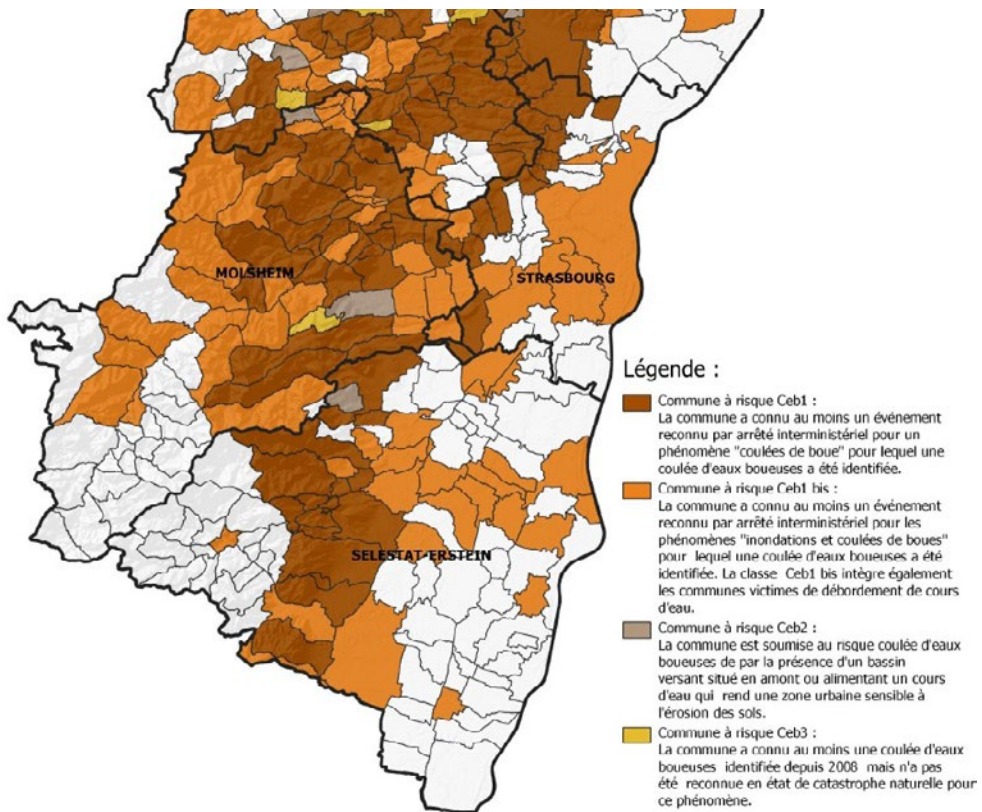 MOLSHEIM
STRASBOURG
SELESTAT-ERSTEIN
Légende :
Commune à risque Ceb1 :
La commune a connu au moins un événement
reconnu par arrêté interministériel pour un
phénomène "coulées de boue" pour lequel une
coulée d'eaux boueuses a été identifiée.
Commune à risque Ceb1 bis :
La commune a connu au moins un événement
reconnu par arrêté interministériel pour les
phénomènes "inondations et coulées de boues"
pour lequel une coulée d'eaux boueuses a été
identifiée. La classe Ceb1 bis intègre également
les communes victimes de débordement de cours
d'eau.
Commune à risque Ceb2 :
La commune est soumise au risque coulée d'eaux
boueuses de par la présence d'un bassin
versant situé en amont ou alimentant un cours
d'eau qui rend une zone urbaine sensible à
l'érosion des sols.
Commune à risque Ceb3 :
La commune a connu au moins une coulée d'eaux
boueuses identifiée depuis 2008 mais n'a pas
été reconnue en état de catastrophe naturelle pour
ce phénomène.